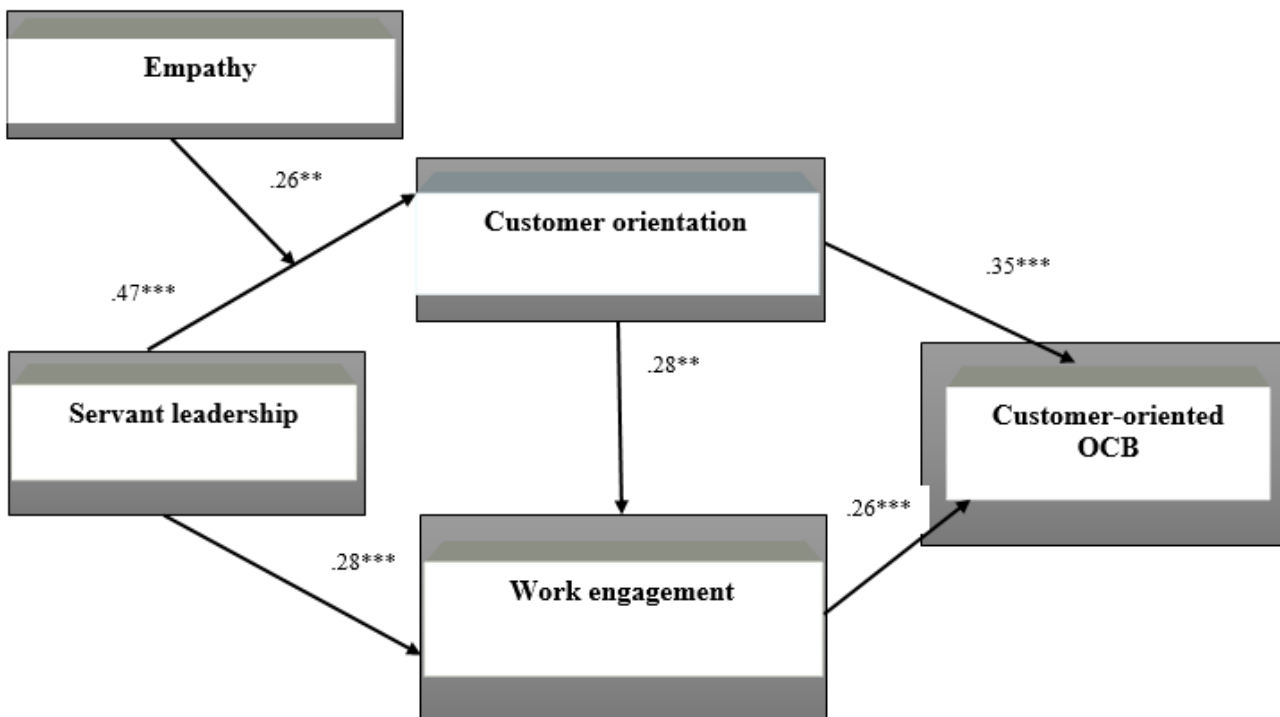 Empathy
.26**
Customer orientation
.47***
.35***
Servant leadership
.28**
Customer-oriented
OCB
.28***
.26***
Work engagement